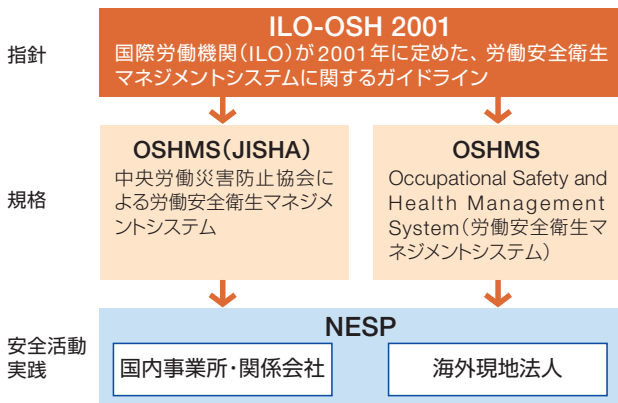 指針
ILO-OSH 2001
国際労働機関(ILO)が2001年に定めた、労働安全衛生
マネジメントシステムに関するガイドライン
規格
OSHMS(JISHA)
中央労働災害防止協会に
よる労働安全衛生マネジメ
ントシステム
OSHMS
Occupational Safety and
Health Management
System(労働安全衛生マ
ネジメントシステム)
安全活動
実践
NESP
国内事業所・関係会社
海外現地法人